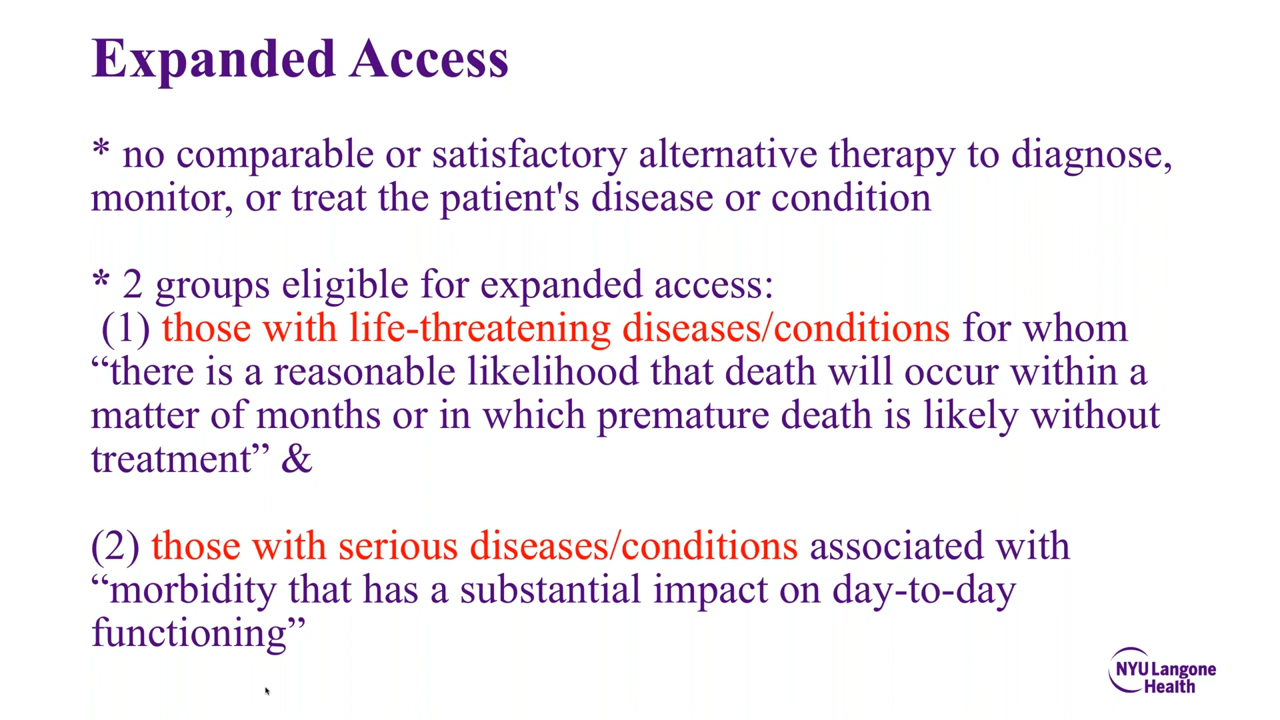 Expanded Access
* no comparable or satisfactory alternative therapy to diagnose,
monitor, or treat the patient's disease or condition
* 2 groups eligible for expanded access:
(1) those with life-threatening diseases/conditions for whom
“there is a reasonable likelihood that death will occur within a
matter of months or in which premature death is likely without
treatment” &
(2) those with serious diseases/conditions associated with
“morbidity that has a substantial impact on day-to-day
functioning”
NYU Langone
Health